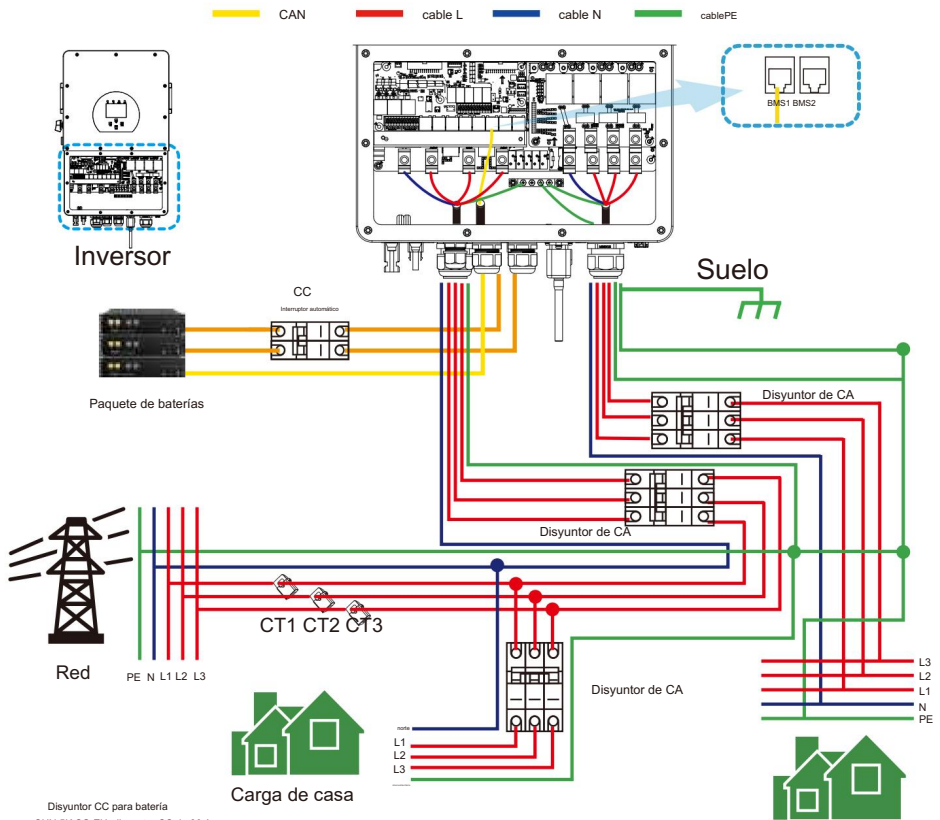 CAN
cable L
cable N
cablePE
BMS1 BMS2
Inversor
Suelo
CC
Interruptor automático
Paquete de baterías
Disyuntor de CA
Disyuntor de CA
CT1 CT2 CT3
Red
PE N L1 L2 L3
Disyuntor de CA
L3
L2
L1
N
PE
norte
L1
L2
L3
Carga de casa
Disyuntor CC para batería